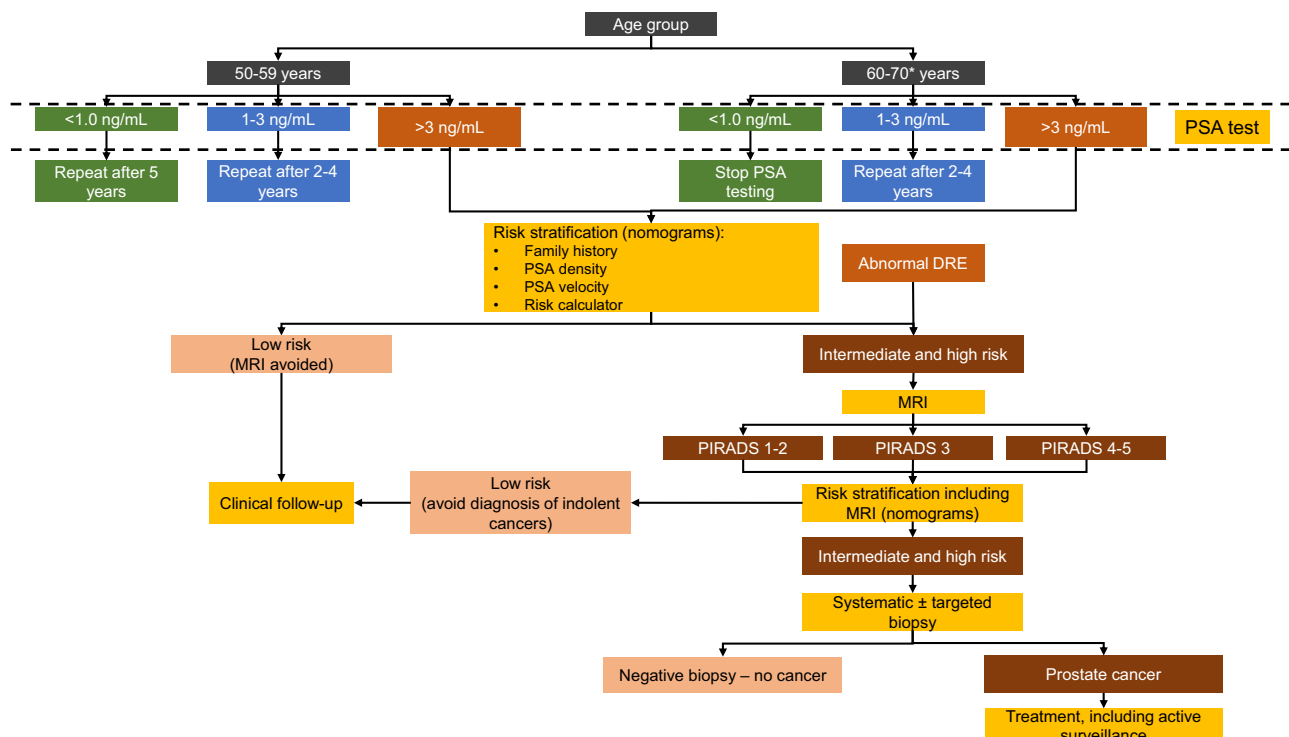 Age group
50-59 years
60-70* years
<1.0 ng/mL
1-3 ng/mL
>3 ng/mL
<1.0 ng/mL
1-3 ng/mL
>3 ng/mL
PSA test
Repeat after 5
years
Repeat after 2-4
years
Stop PSA
testing
Repeat after 2-4
years
Risk stratification (nomograms):
• Family history
• PSA density
• PSA velocity
• Risk calculator
Abnormal DRE
Low risk
(MRI avoided)
Intermediate and high risk
MRI
PIRADS 1-2
PIRADS 3
PIRADS 4-5
Clinical follow-up
Low risk
(avoid diagnosis of indolent
cancers)
Risk stratification including
MRI (nomograms)
Intermediate and high risk
Systematic ± targeted
biopsy
Negative biopsy – no cancer
Prostate cancer
Treatment, including active
surveillance